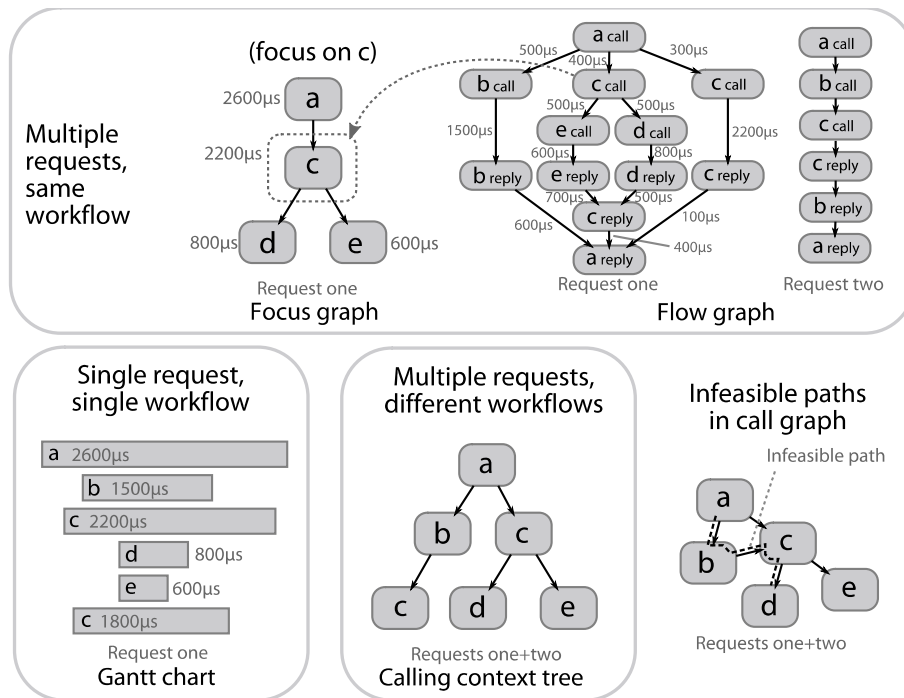 Multiple
requests,
same
workflow
(focus on c)
2600µs
a
2200µs
c
800µs
d
e
600µs
Request one
Focus graph
a call
500µs
400µs
300µs
b call
c call
c call
500µs
500µs
e call
d call
1500µs
600µs
800µs
2200µs
b reply
e reply
d reply
c reply
700µs
500µs
c reply
600µs
100µs
400µs
a reply
Request one
a call
b call
c call
c reply
b reply
a reply
Request two
Flow graph
Single request,
single workflow
a 2600µs
b 1500µs
c 2200µs
d 800µs
e 600µs
c 1800µs
Request one
Gantt chart
Multiple requests,
different workflows
a
b
c
c
d
e
Requests one+two
Calling context tree
Infeasible paths
in call graph
Infeasible path
a
b
c
d
e
Requests one+two